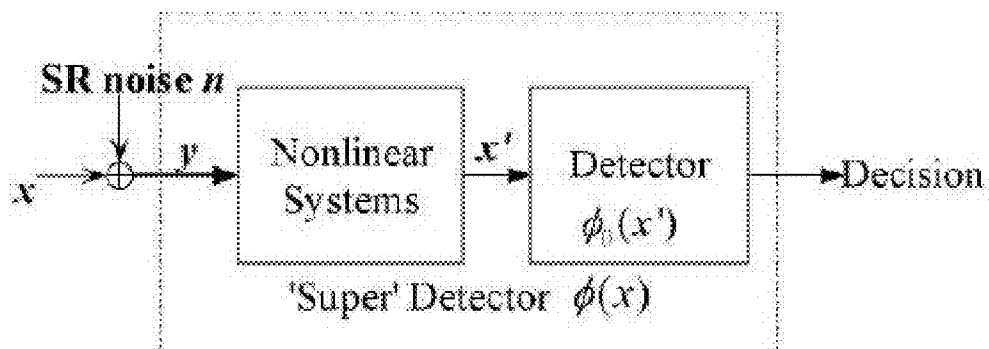 SR noise n
x
y
Nonlinear
Systems
x'
Detector
ϕ₀(x')
Decision
'Super' Detector ϕ(x)